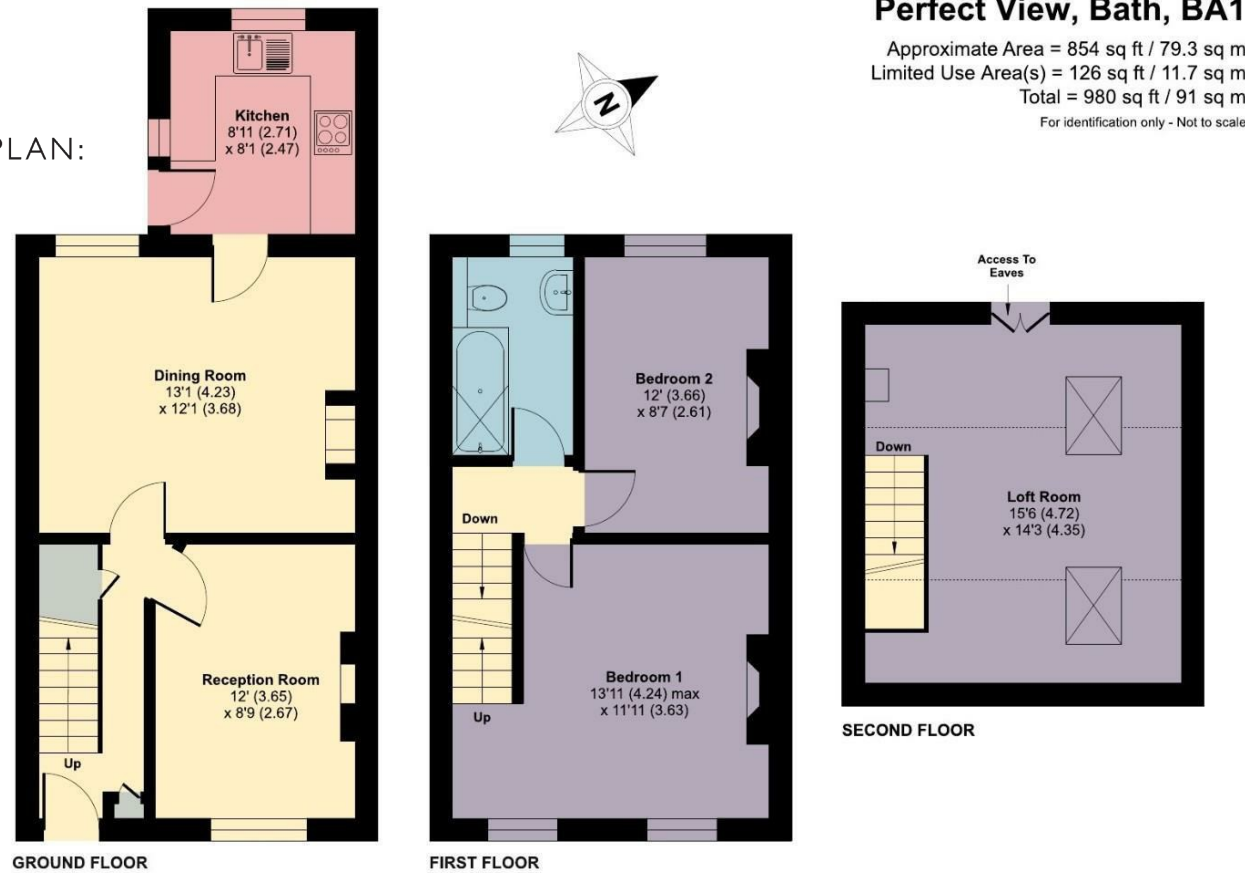 Perfect View, Bath, BA1
Approximate Area = 854 sq ft / 79.3 sq m
Limited Use Area(s) = 126 sq ft / 11.7 sq m
Total = 980 sq ft / 91 sq m
For identification only - Not to scale
PLAN:
N
Kitchen
8'11 (2.71)
x 8'1 (2.47)
Dining Room
13'1 (4.23)
x 12'1 (3.68)
Reception Room
12' (3.65)
x 8'9 (2.67)
Up
GROUND FLOOR
Bedroom 2
12' (3.66)
x 8'7 (2.61)
Down
Bedroom 1
13'11 (4.24) max
x 11'11 (3.63)
Up
FIRST FLOOR
Access To
Eaves
Down
Loft Room
15'6 (4.72)
x 14'3 (4.35)
SECOND FLOOR